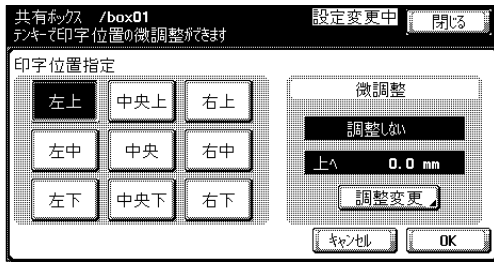 共有ボックス /box01
設定変更中 閉じる
テンキーで印字位置の微調整ができます
印字位置指定
左上 中央上 右上
左中 中央 右中
左下 中央下 右下
微調整
調整しない
上へ 0.0 mm
調整変更
キャンセル OK